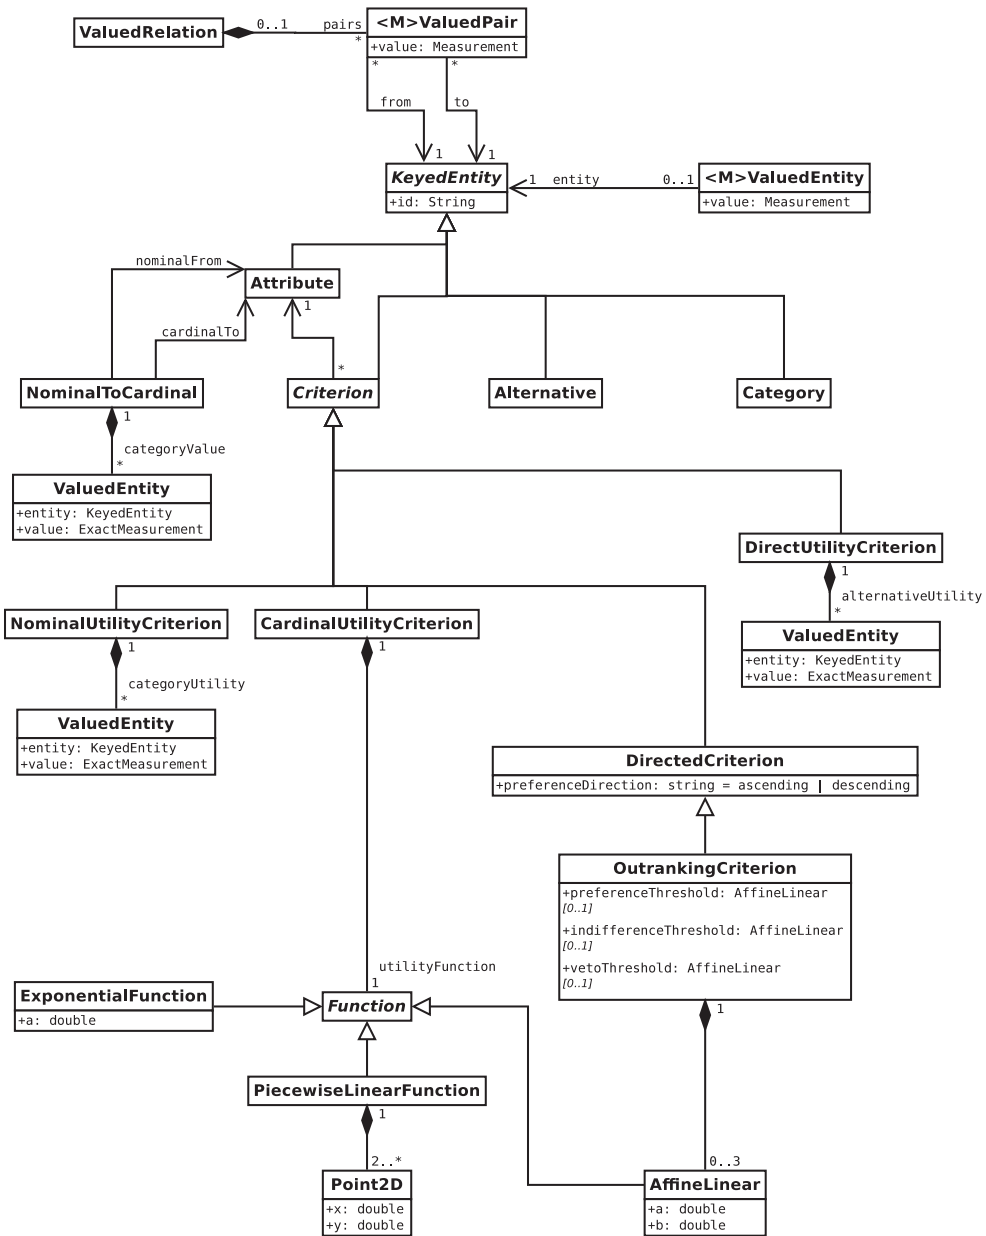 ValuedRelation
0..1
pairs
*
<M>ValuedPair
+value: Measurement
*
*
from
to
1
1
KeyedEntity
+id: String
1
entity
0..1
<M>ValuedEntity
+value: Measurement
nominalFrom
Attribute
1
cardinalTo
*
NominalToCardinal
Criterion
Alternative
Category
1
categoryValue
*
ValuedEntity
+entity: KeyedEntity
+value: ExactMeasurement
DirectUtilityCriterion
1
alternativeUtility
*
ValuedEntity
+entity: KeyedEntity
+value: ExactMeasurement
NominalUtilityCriterion
CardinalUtilityCriterion
1
1
categoryUtility
*
ValuedEntity
+entity: KeyedEntity
+value: ExactMeasurement
DirectedCriterion
+preferenceDirection: string = ascending | descending
OutrankingCriterion
+preferenceThreshold: AffineLinear
[0..1]
+indifferenceThreshold: AffineLinear
[0..1]
+vetoThreshold: AffineLinear
[0..1]
utilityFunction
1
ExponentialFunction
+a: double
Function
1
PiecewiseLinearFunction
1
2..*
0..3
Point2D
+x: double
+y: double
AffineLinear
+a: double
+b: double